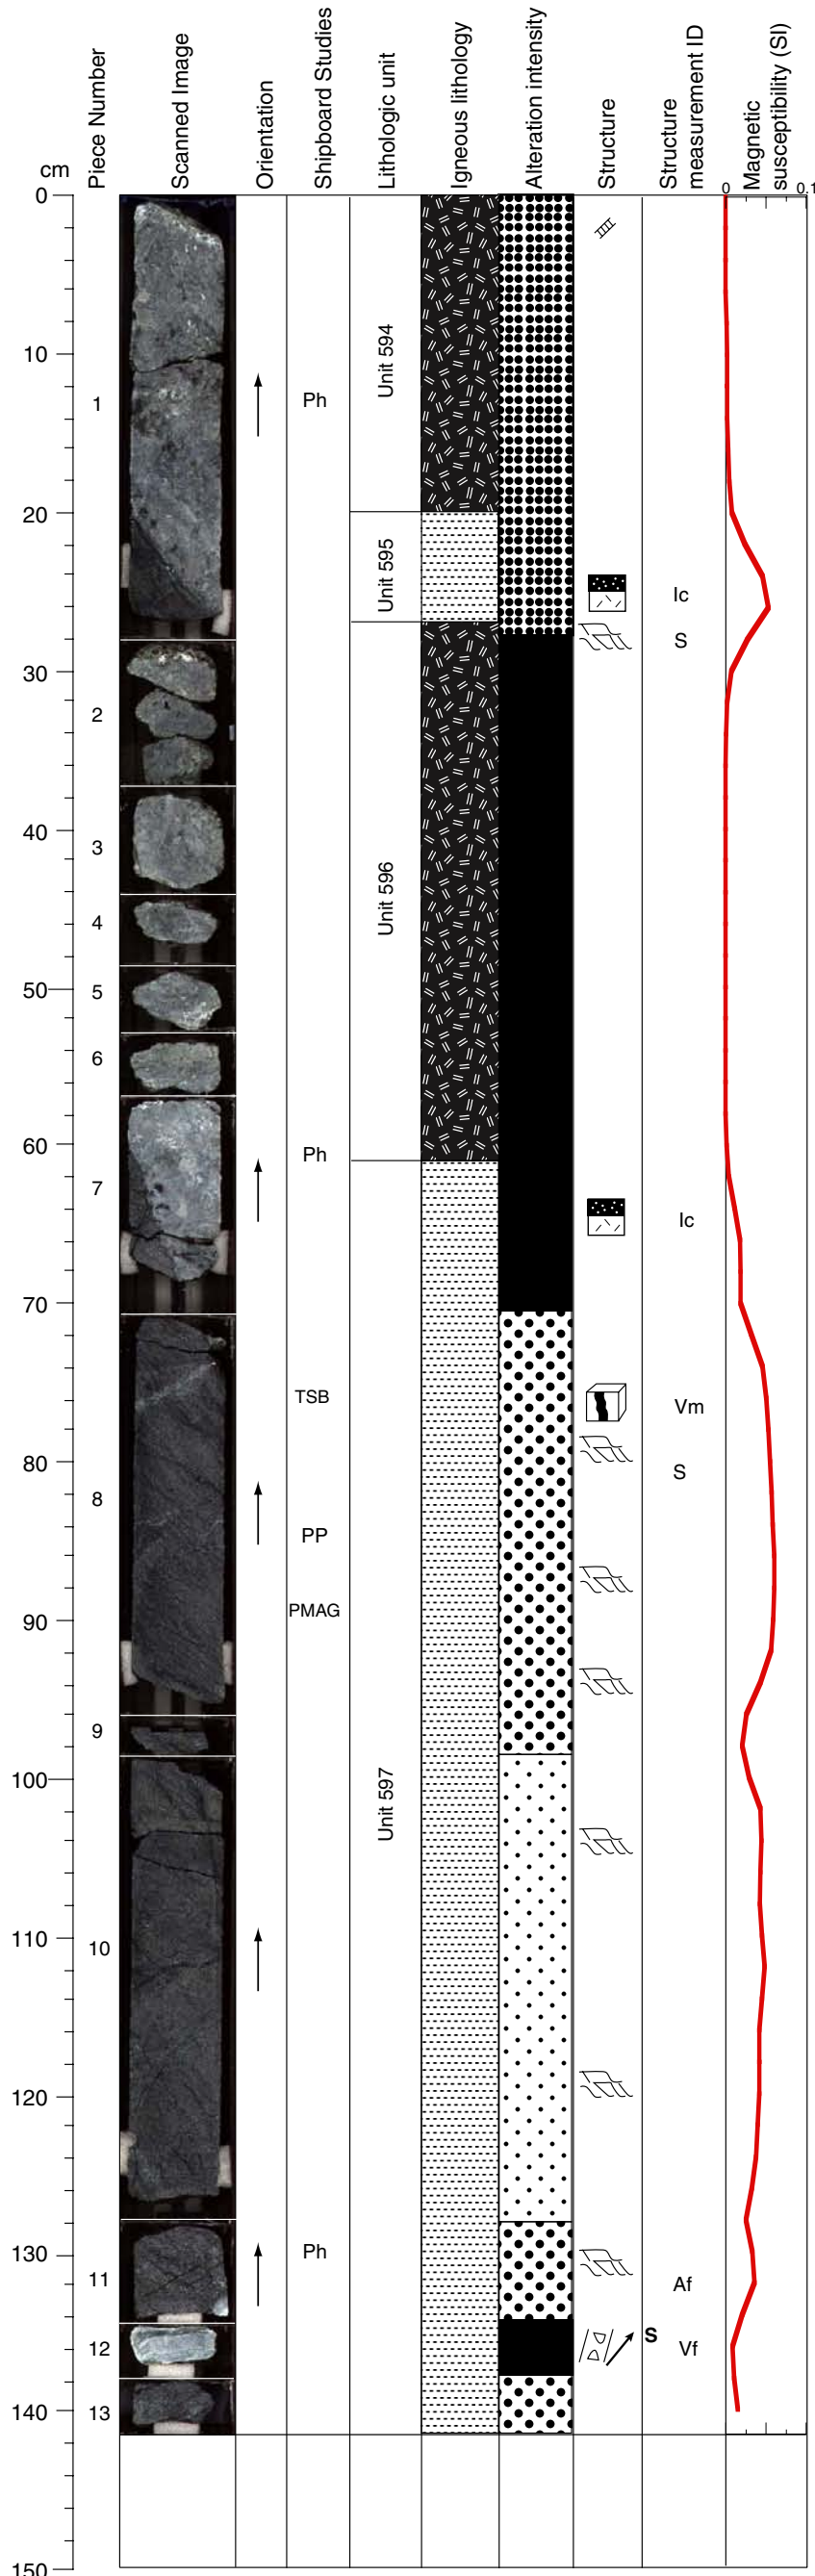 cm
Piece Number
Scanned Image
Orientation
Shipboard Studies
Lithologic unit
Igneous lithology
Alteration intensity
Structure
Structure
measurement ID
Magnetic
susceptibility (SI)
0
0.1
0
10
20
30
40
50
60
70
80
90
100
110
120
130
140
150
1
2
3
4
5
6
7
8
9
10
11
12
13
Ph
Ph
TSB
PP
PMAG
Ph
Unit 594
Unit 595
Unit 596
Unit 597
Ic
S
Ic
Vm
S
Af
S
Vf